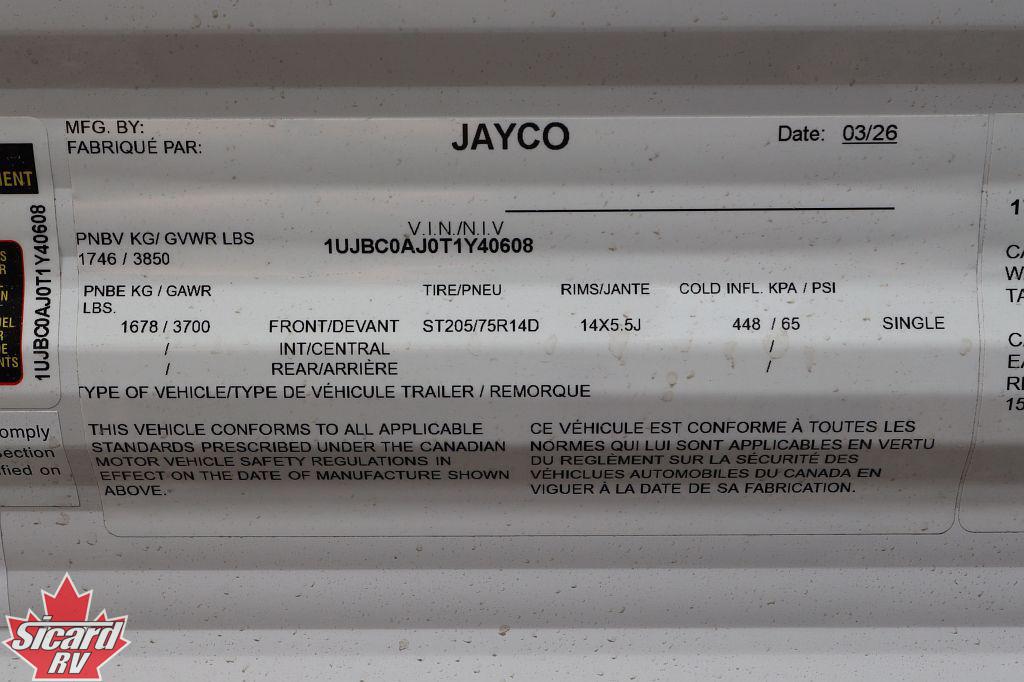 MFG. BY:
FABRIQUÉ PAR:
JAYCO
Date: 03/26
V.I.N./N.I.V
1UJBC0AJ0T1Y40608
PNBV KG/ GVWR LBS
1746 / 3850
PNBE KG / GAWR
LBS.
TIRE/PNEU RIMS/JANTE COLD INFL. KPA / PSI
1678 / 3700 FRONT/DEVANT ST205/75R14D 14X5.5J 448 / 65 SINGLE
/ INT/CENTRAL /
/ REAR/ARRIÈRE /
TYPE OF VEHICLE/TYPE DE VÉHICULE TRAILER / REMORQUE
THIS VEHICLE CONFORMS TO ALL APPLICABLE
STANDARDS PRESCRIBED UNDER THE CANADIAN
MOTOR VEHICLE SAFETY REGULATIONS IN
EFFECT ON THE DATE OF MANUFACTURE SHOWN
ABOVE.
CE VÉHICULE EST CONFORME À TOUTES LES
NORMES QUI LUI SONT APPLICABLES EN VERTU
DU REGLÈMENT SUR LA SÉCURITÉ DES
VÉHICLUES AUTOMOBILES DU CANADA EN
VIGUER À LA DATE DE SA FABRICATION.
1UJBC0AJ0T1Y40608
omply
section
fied on
Sicard
RV